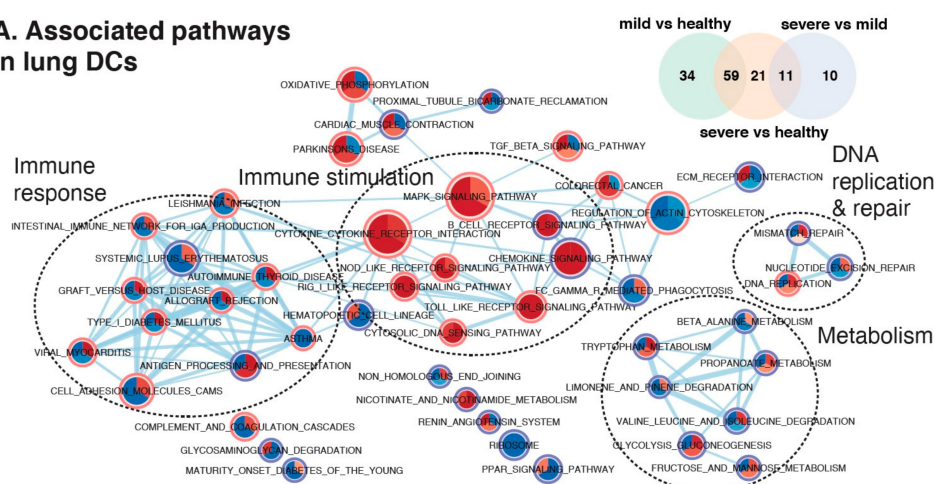 A. Associated pathways
in lung DCs
mild vs healthy
severe vs mild
34
59
21
11
10
severe vs healthy
OXIDATIVE_PHOSPHORYLATION
PROXIMAL_TUBULE_BICARBONATE_RECLAMATION
CARDIAC_MUSCLE_CONTRACTION
PARKINSONS_DISEASE
TGF_BETA_SIGNALING_PATHWAY
Immune
response
Immune stimulation
DNA
replication
& repair
LEISHMANIA_INFECTION
MAPK_SIGNALING_PATHWAY
COLORECTAL_CANCER
ECM_RECEPTOR_INTERACTION
INTESTINAL_IMMUNE_NETWORK_FOR_IGA_PRODUCTION
CYTOKINE_CYTOKINE_RECEPTOR_INTERACTION
B_CELL_RECEPTOR_SIGNALING_PATHWAY
REGULATION_OF_ACTIN_CYTOSKELETON
MISMATCH_REPAIR
SYSTEMIC_LUPUS_ERYTHEMATOSUS
NOD_LIKE_RECEPTOR_SIGNALING_PATHWAY
CHEMOKINE_SIGNALING_PATHWAY
NUCLEOTIDE_EXCISION_REPAIR
AUTOIMMUNE_THYROID_DISEASE
RIG_I_LIKE_RECEPTOR_SIGNALING_PATHWAY
FC_GAMMA_R_MEDIATED_PHAGOCYTOSIS
DNA_REPLICATION
GRAFT_VERSUS_HOST_DISEASE
ALLOGRAFT_REJECTION
TOLL_LIKE_RECEPTOR_SIGNALING_PATHWAY
HEMATOPOIETIC_CELL_LINEAGE
TYPE_I_DIABETES_MELLITUS
CYTOSOLIC_DNA_SENSING_PATHWAY
ASTHMA
VIRAL_MYOCARDITIS
ANTIGEN_PROCESSING_AND_PRESENTATION
CELL_ADHESION_MOLECULES_CAMS
Metabolism
BETA_ALANINE_METABOLISM
TRYPTOPHAN_METABOLISM
PROPANOATE_METABOLISM
LIMONENE_AND_PINENE_DEGRADATION
VALINE_LEUCINE_AND_ISOLEUCINE_DEGRADATION
GLYCOLYSIS_GLUCONEOGENESIS
FRUCTOSE_AND_MANNOSE_METABOLISM
NON_HOMOLOGOUS_END_JOINING
NICOTINATE_AND_NICOTINAMIDE_METABOLISM
RENIN_ANGIOTENSIN_SYSTEM
RIBOSOME
PPAR_SIGNALING_PATHWAY
COMPLEMENT_AND_COAGULATION_CASCADES
GLYCOSAMINOGLYCAN_DEGRADATION
MATURITY_ONSET_DIABETES_OF_THE_YOUNG